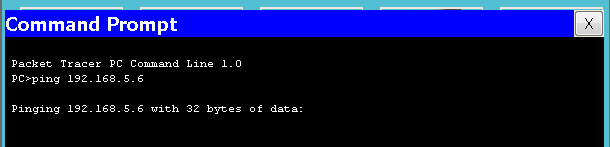 Command Prompt
X
Packet Tracer PC Command Line 1.0
PC>ping 192.168.5.6
Pinging 192.168.5.6 with 32 bytes of data: